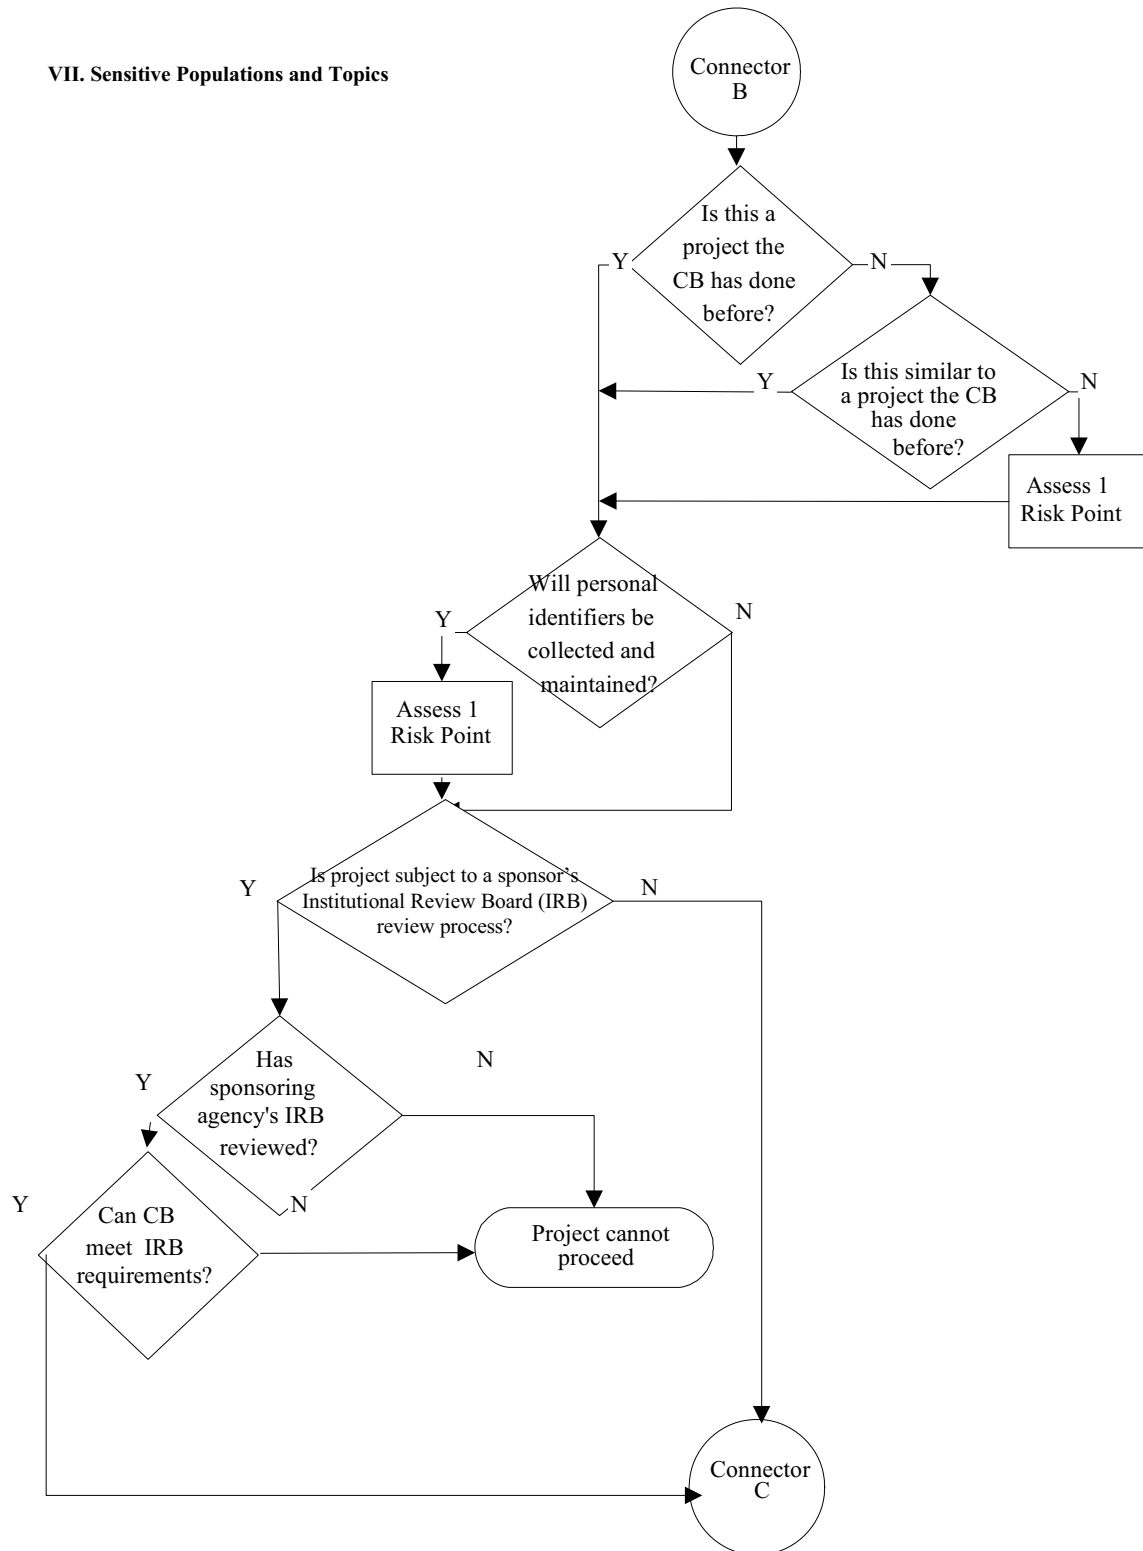 VII. Sensitive Populations and Topics
Connector
B
Is this a
project the
CB has done
before?
Y
N
Is this similar to
a project the CB
has done
before?
Y
N
Assess 1
Risk Point
Will personal
identifiers be
collected and
maintained?
Y
N
Assess 1
Risk Point
Is project subject to a sponsor’s
Institutional Review Board (IRB)
review process?
Y
N
Has
sponsoring
agency's IRB
reviewed?
Y
N
Can CB
meet IRB
requirements?
Y
N
Project cannot
proceed
Connector
C